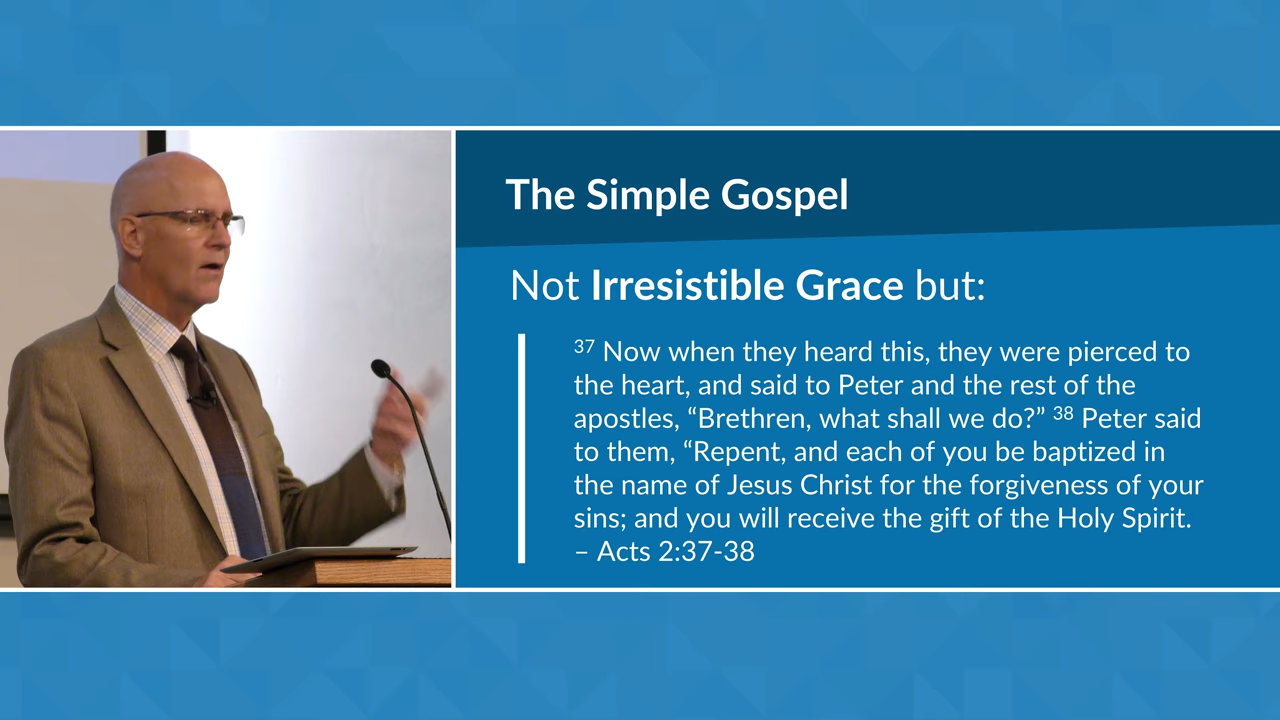 The Simple Gospel
Not Irresistible Grace but:
37 Now when they heard this, they were pierced to
the heart, and said to Peter and the rest of the
apostles, “Brethren, what shall we do?” 38 Peter said
to them, “Repent, and each of you be baptized in
the name of Jesus Christ for the forgiveness of your
sins; and you will receive the gift of the Holy Spirit.
– Acts 2:37-38